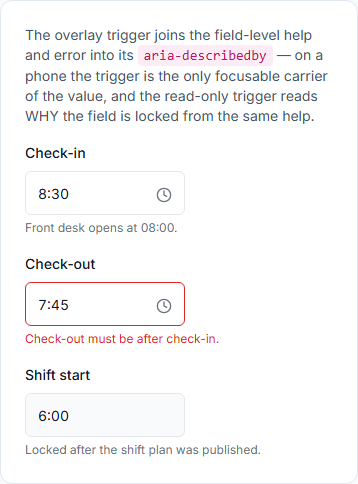 The overlay trigger joins the field-level help
and error into its aria-describedby — on a
phone the trigger is the only focusable carrier
of the value, and the read-only trigger reads
WHY the field is locked from the same help.
Check-in
8:30
Front desk opens at 08:00.
Check-out
7:45
Check-out must be after check-in.
Shift start
6:00
Locked after the shift plan was published.